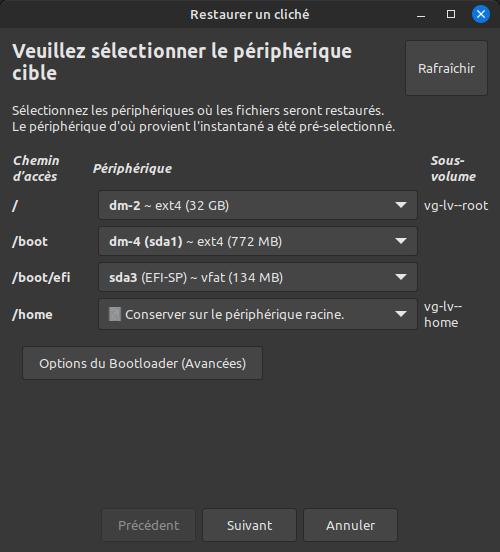 Restaurer un cliché
Veuillez sélectionner le périphérique
cible
Rafraîchir
Sélectionnez les périphériques où les fichiers seront restaurés.
Le périphérique d'où provient l'instantané a été pré-selectionné.
Chemin
d'accès
Périphérique
Sous-
volume
/
dm-2 ~ ext4 (32 GB)
vg-lv--root
/boot
dm-4 (sda1) ~ ext4 (772 MB)
/boot/efi
sda3 (EFI-SP) ~ vfat (134 MB)
/home
Conserver sur le périphérique racine.
vg-lv--
home
Options du Bootloader (Avancées)
Précédent
Suivant
Annuler